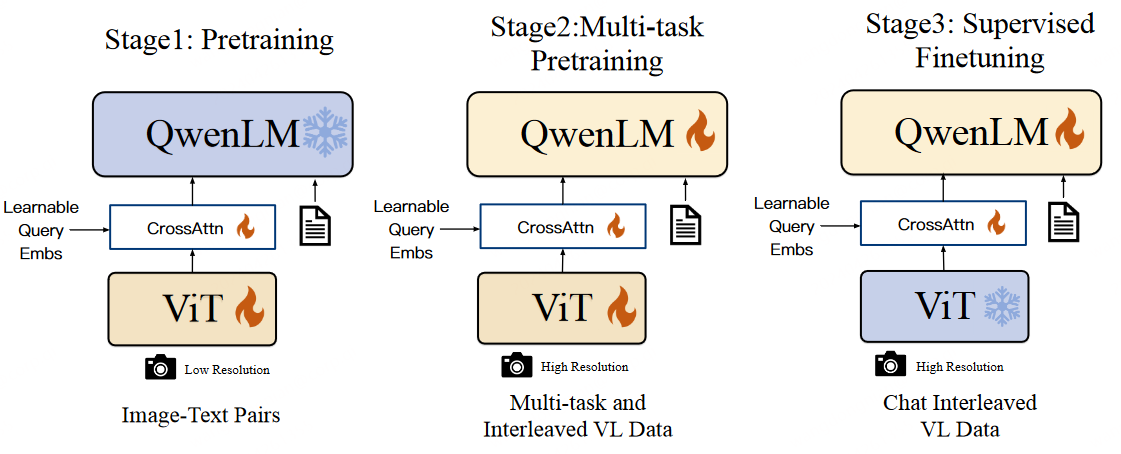 Stage1: Pretraining
QwenLM
Learnable
Query
Embs
CrossAttn
ViT
Low Resolution
Image-Text Pairs
Stage2:Multi-task
Pretraining
QwenLM
Learnable
Query
Embs
CrossAttn
ViT
High Resolution
Multi-task and
Interleaved VL Data
Stage3: Supervised
Finetuning
QwenLM
Learnable
Query
Embs
CrossAttn
ViT
High Resolution
Chat Interleaved
VL Data